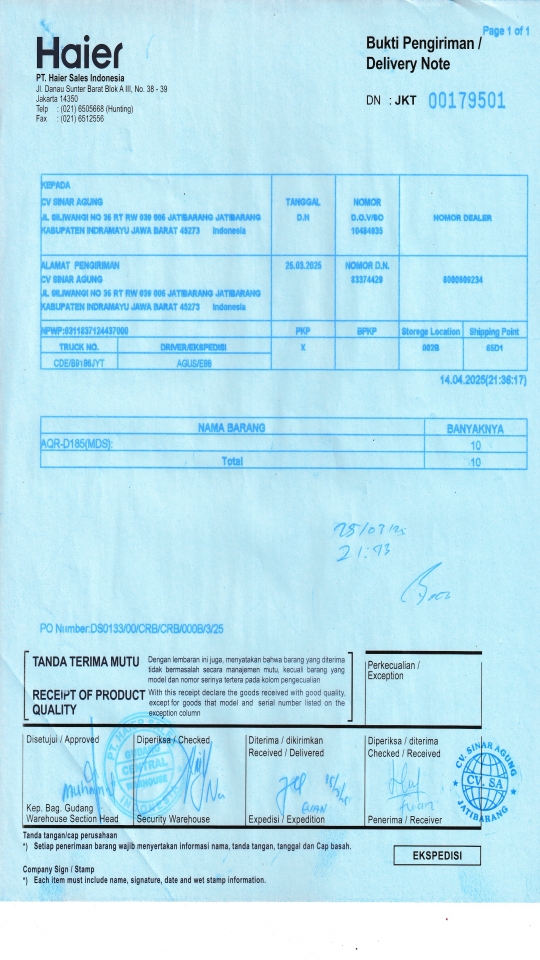 Page 1 of 1
Haier
Bukti Pengiriman /
Delivery Note
PT. Haier Sales Indonesia
Jl. Danau Sunter Barat Blok A III, No. 38 - 39
Jakarta 14350
Telp : (021) 6505668 (Hunting)
Fax : (021) 6512556
DN : JKT 00179501
KEPADA
CV SINAR AGUNG
JL SILIWANGI NO 36 RT RW 030 006 JATIBARANG JATIBARANG
KABUPATEN INDRAMAYU JAWA BARAT 45273 Indonesia
TANGGAL
D.N
NOMOR
D.O./SO
10484935
NOMOR DEALER
ALAMAT PENGIRIMAN
CV SINAR AGUNG
JL SILIWANGI NO 36 RT RW 030 006 JATIBARANG JATIBARANG
KABUPATEN INDRAMAYU JAWA BARAT 45273 Indonesia
25.03.2025
NOMOR D.N.
83374429
NPWP:0311837124437000
PKP
BPKP
Storege Location
Shipping Point
TRUCK NO.
DRIVER/EKSPEDISI
X
002B
65D1
14.04.2025(21:36:17)
NAMA BARANG
BANYAKNYA
AQR-D185(MDS):
10
Total
10
PO Number:DS0133/00/CRB/CRB/000B/3/25
TANDA TERIMA MUTU
Dengan lembaran ini juga, menyatakan bahwa barang yang diterima
tidak bermasalah secara manajemen mutu, kecuali barang yang
model dan nomor serinya tertera pada kolom pengecualian
RECEIPT OF PRODUCT
QUALITY
With this receipt declare the goods received with good quality,
except for goods that model and serial number listed on the
exception column
Perkecualian /
Exception
Disetujui / Approved
Diperiksa / Checked
Diterima / dikirimkan
Received / Delivered
Diperiksa / diterima
Checked / Received
CENTRAL
WAREHOUSE
CV. SINAR AGUNG
CV. SA
JATIBARANG
Kep. Bag. Gudang
Warehouse Section Head
Security Warehouse
Expedisi / Expedition
Penerima / Receiver
Tanda tangan/cap perusahaan
*) Setiap penerimaan barang wajib menyertakan informasi nama, tanda tangan, tanggal dan Cap basah.
EKSPEDISI
Company Sign / Stamp
*) Each item must include name, signature, date and wet stamp information.